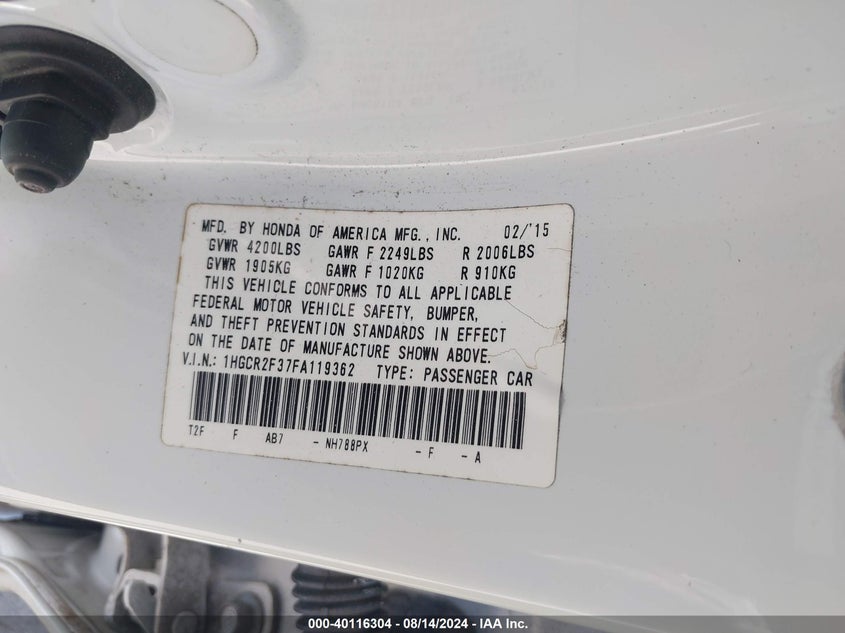 MFD. BY HONDA OF AMERICA MFG., INC. 02/'15
GVWR 4200LBS GAWR F 2249LBS R 2006LBS
GVWR 1905KG GAWR F 1020KG R 910KG
THIS VEHICLE CONFORMS TO ALL APPLICABLE
FEDERAL MOTOR VEHICLE SAFETY, BUMPER,
AND THEFT PREVENTION STANDARDS IN EFFECT
ON THE DATE OF MANUFACTURE SHOWN ABOVE.
V.I.N.: 1HGCR2F37FA119362 TYPE: PASSENGER CAR
T2F F AB7 - NH788PX - F - A
000-40116304 - 08/14/2024 - IAA Inc.